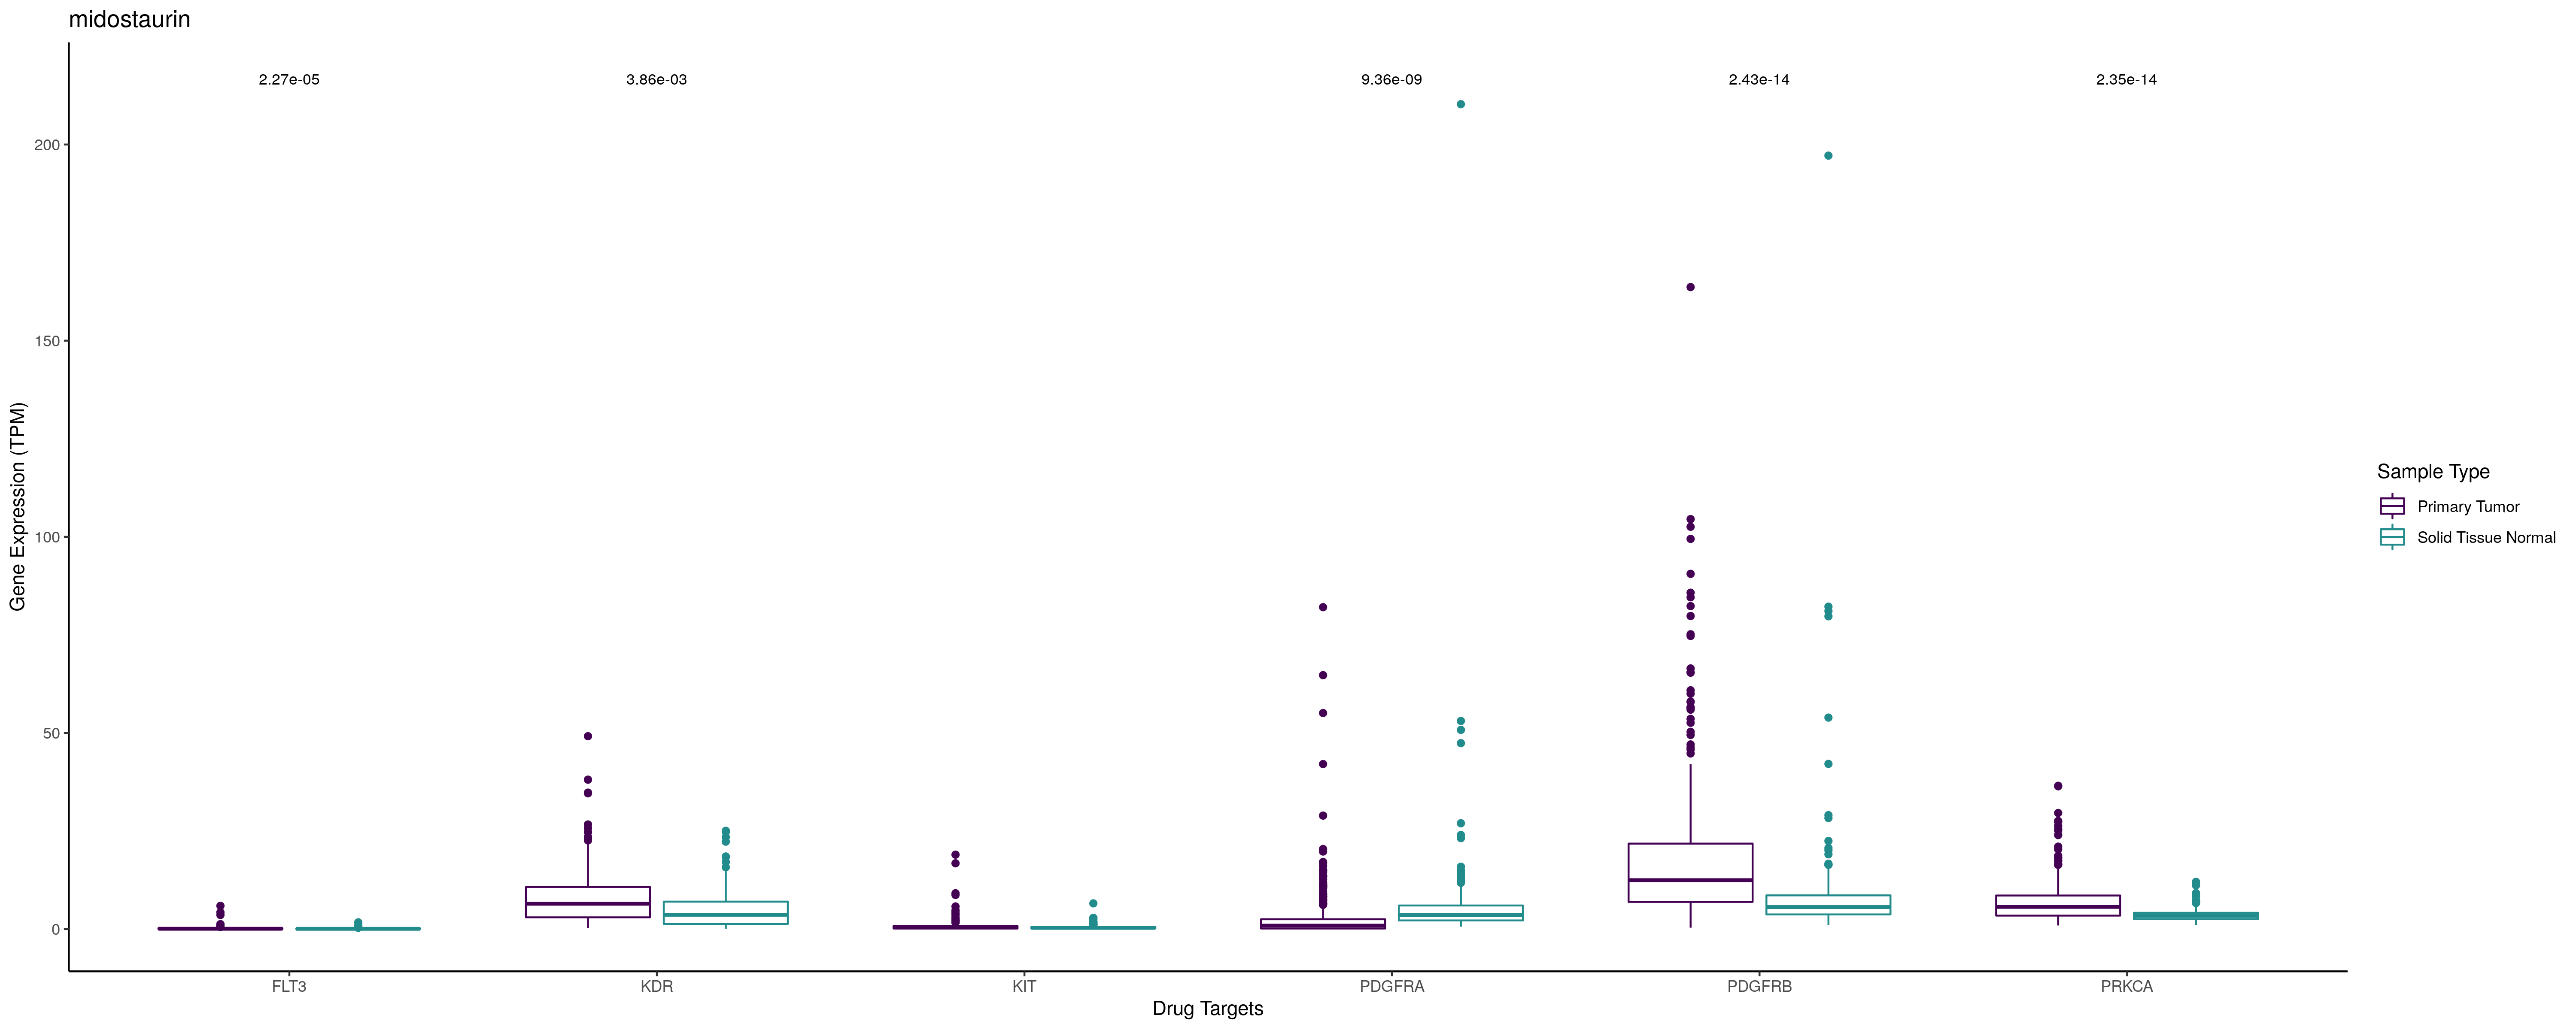 midostaurin
2.27e-05 3.86e-03 9.36e-09 2.43e-14 2.35e-14
200
150
100
50
0
Gene Expression (TPM)
FLT3 KDR KIT PDGFRA PDGFRB PRKCA
Drug Targets
Sample Type
Primary Tumor
Solid Tissue Normal